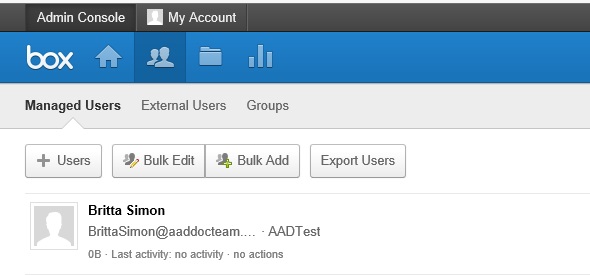 Admin Console My Account
box
Managed Users External Users Groups
+ Users Bulk Edit Bulk Add Export Users
Britta Simon
BrittaSimon@aaddocteam.... · AADTest
0B · Last activity: no activity · no actions